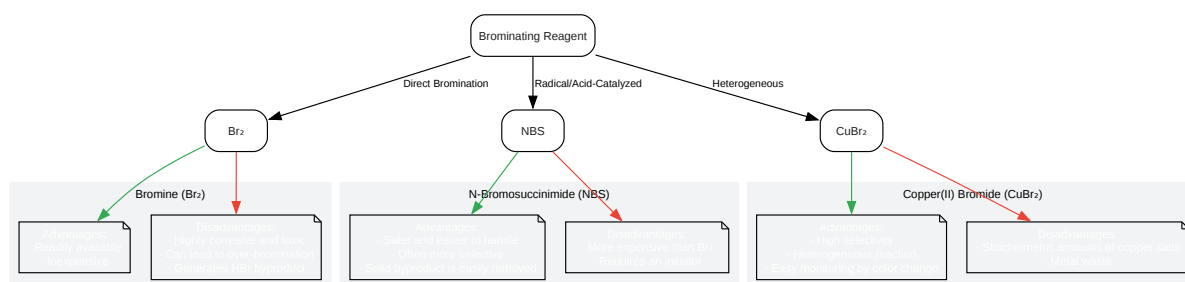 Brominating Reagent
Direct Bromination
Radical/Acid-Catalyzed
Heterogeneous
Br₂
NBS
CuBr₂
Bromine (Br₂)
N-Bromosuccinimide (NBS)
Copper(II) Bromide (CuBr₂)
Advantages:
- Readily available
- Inexpensive
Disadvantages:
- Highly corrosive and toxic
- Can lead to over-bromination
- Generates HBr byproduct
Advantages:
- Safer and easier to handle
- Often more selective
- Solid byproduct is easily removed
Disadvantages:
- More expensive than Br₂
- Requires an initiator
Advantages:
- High selectivity
- Heterogeneous reaction
- Easy monitoring by color change
Disadvantages:
- Stoichiometric amounts of copper salts
- Metal waste